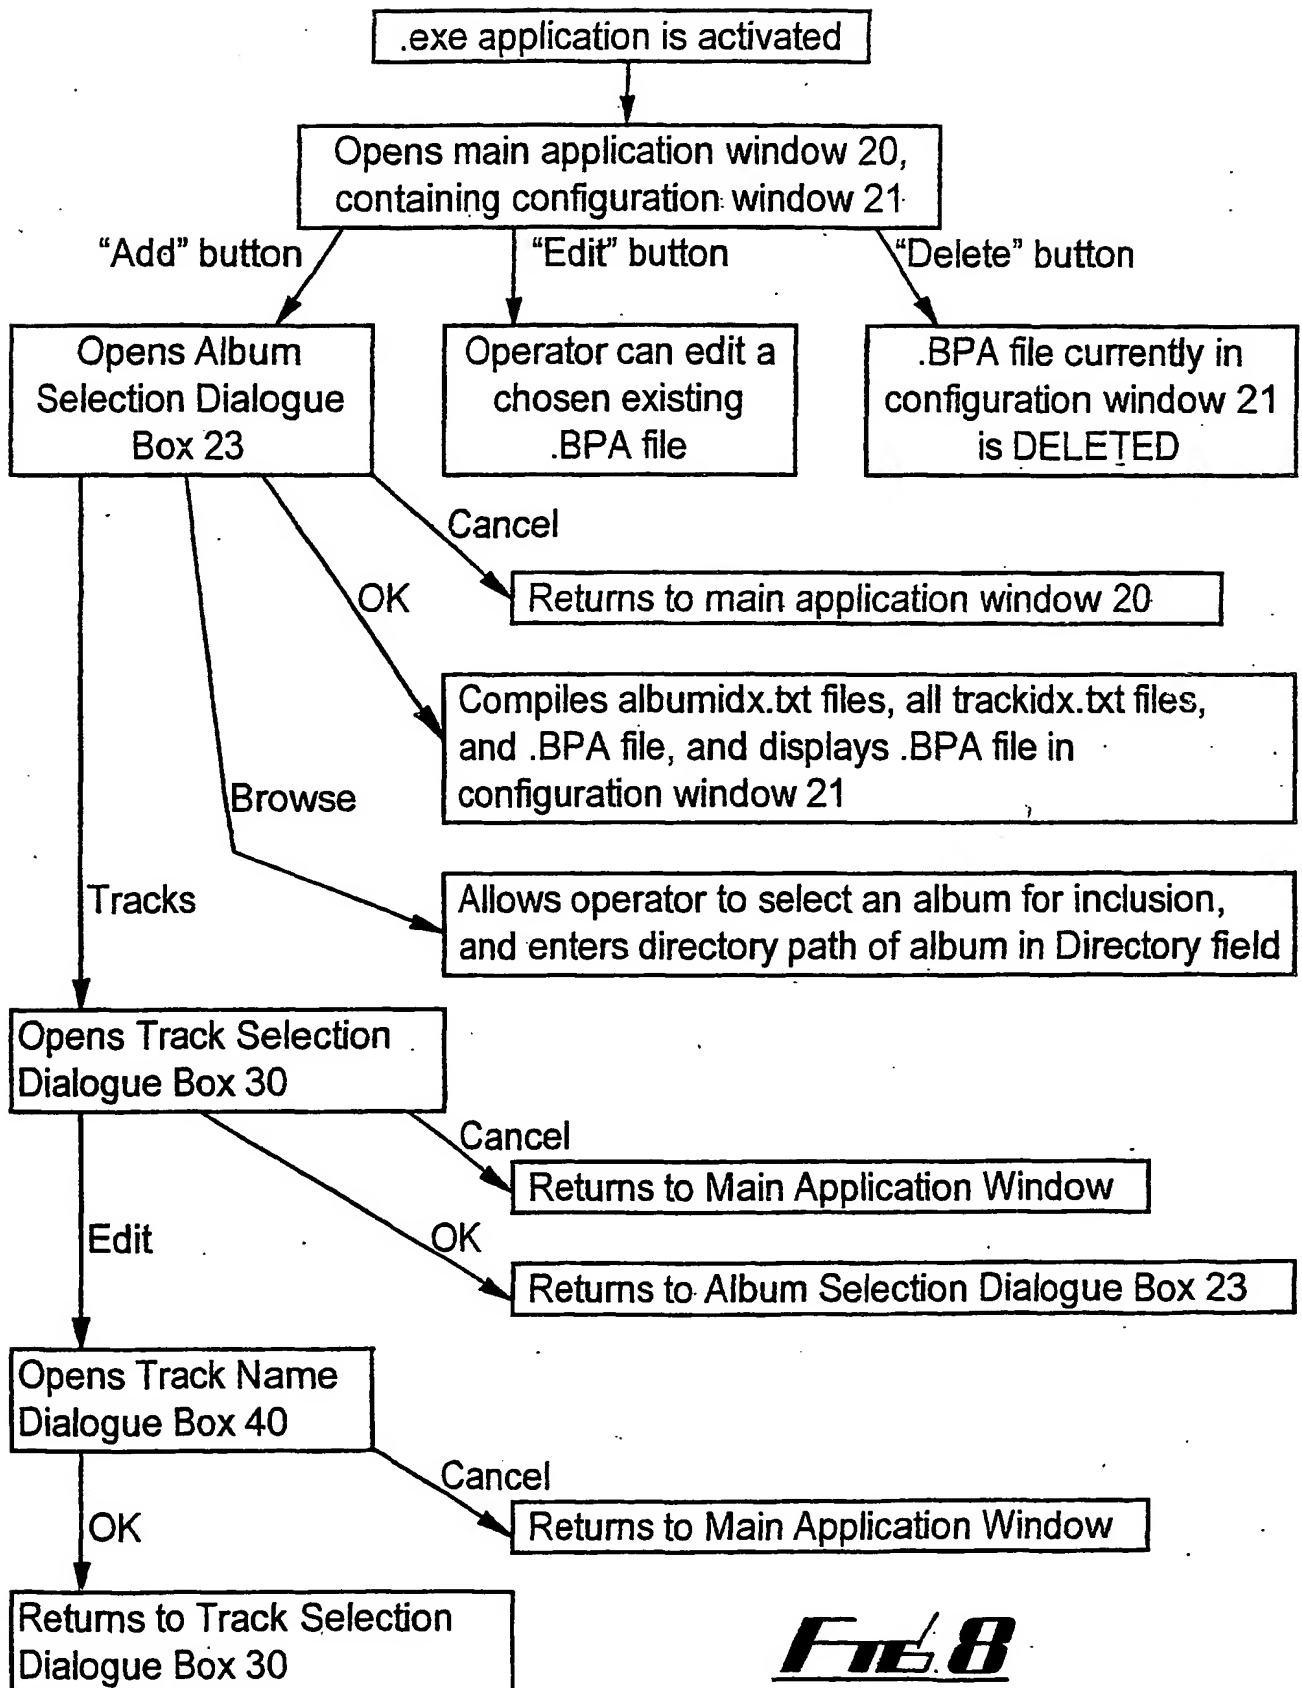 .exe application is activated
Opens main application window 20,
containing configuration window 21
"Add" button
"Edit" button
"Delete" button
Opens Album
Selection Dialogue
Box 23
Operator can edit a
chosen existing
.BPA file
.BPA file currently in
configuration window 21
is DELETED
Cancel
OK
Returns to main application window 20
Compiles albumidx.txt files, all trackidx.txt files,
and .BPA file, and displays .BPA file in
configuration window 21
Browse
Tracks
Allows operator to select an album for inclusion,
and enters directory path of album in Directory field
Opens Track Selection
Dialogue Box 30
Cancel
Returns to Main Application Window
Edit
OK
Returns to Album Selection Dialogue Box 23
Opens Track Name
Dialogue Box 40
Cancel
OK
Returns to Main Application Window
Returns to Track Selection
Dialogue Box 30
FIG. 8